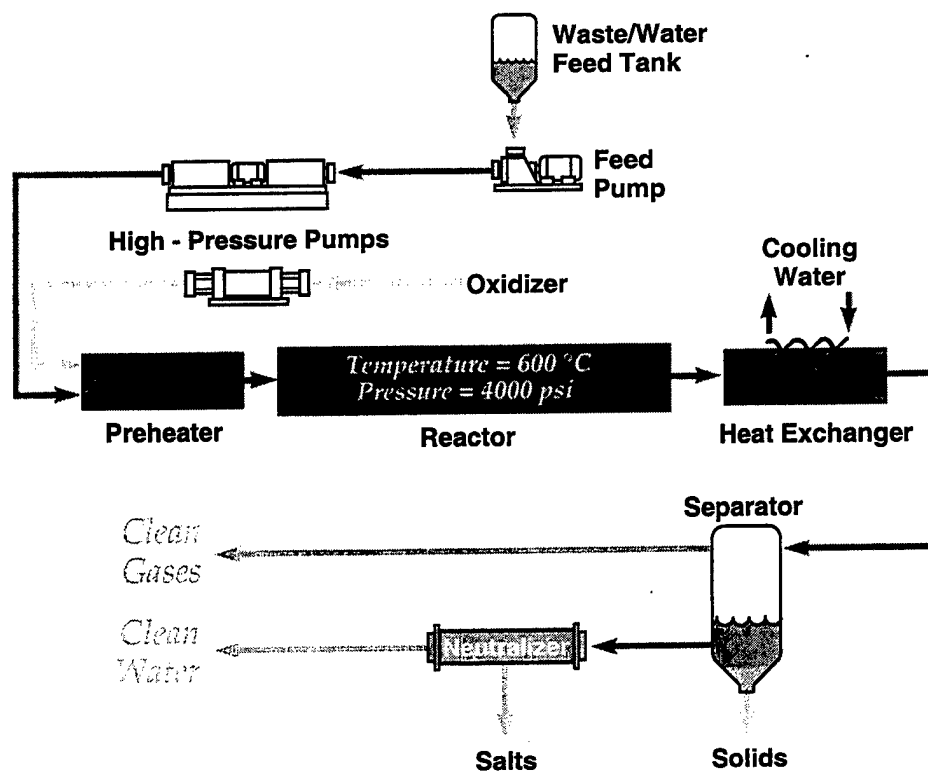 Waste/Water
Feed Tank
Feed
Pump
High - Pressure Pumps
Oxidizer
Cooling
Water
Temperature = 600 °C
Pressure = 4000 psi
Preheater
Reactor
Heat Exchanger
Separator
Clean
Gases
Clean
Water
Neutralizer
Salts
Solids